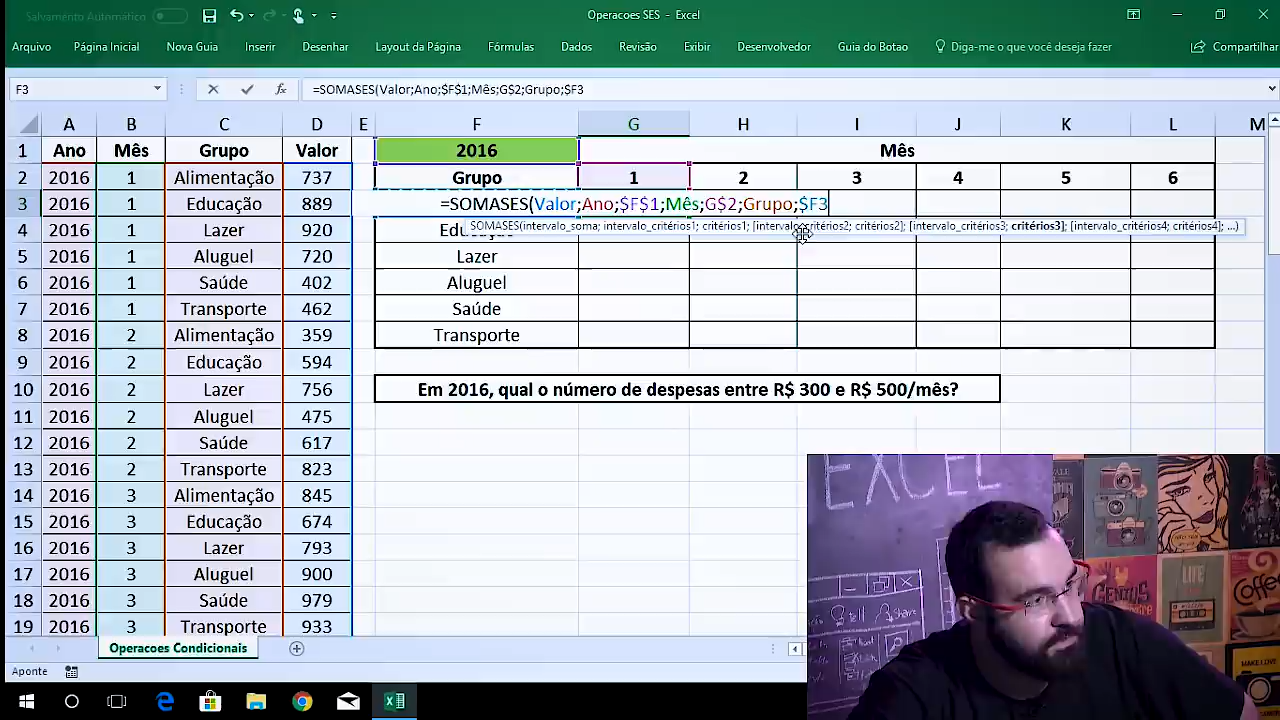 Salvamento Automático
Operacoes SES - Excel
Arquivo Página Inicial Nova Guia Inserir Desenhar Layout da Página Fórmulas Dados Revisão Exibir Desenvolvedor Guia do Botao Diga-me o que você deseja fazer Compartilhar
F3 fx =SOMASES(Valor;Ano;$F$1;Mês;G$2;Grupo;$F3
A B C D E F G H I J K L M
1 Ano Mês Grupo Valor 2016 Mês
2 2016 1 Alimentação 737 Grupo 1 2 3 4 5 6
3 2016 1 Educação 889 =SOMASES(Valor;Ano;$F$1;Mês;G$2;Grupo;$F3
SOMASES(intervalo_soma; intervalo_critérios1; critérios1; [intervalo_critérios2; critérios2]; [intervalo_critérios3; critérios3]; [intervalo_critérios4; critérios4]; ...)
4 2016 1 Lazer 920
5 2016 1 Aluguel 720 Lazer
6 2016 1 Saúde 402 Aluguel
7 2016 1 Transporte 462 Saúde
8 2016 2 Alimentação 359 Transporte
9 2016 2 Educação 594
10 2016 2 Lazer 756 Em 2016, qual o número de despesas entre R$ 300 e R$ 500/mês?
11 2016 2 Aluguel 475
12 2016 2 Saúde 617
13 2016 2 Transporte 823
14 2016 3 Alimentação 845
15 2016 3 Educação 674
16 2016 3 Lazer 793
17 2016 3 Aluguel 900
18 2016 3 Saúde 979
19 2016 3 Transporte 933
Operacoes Condicionais
Aponte
EXCEL
LIFE
GENIUS
Coffee
MAKE LOVE